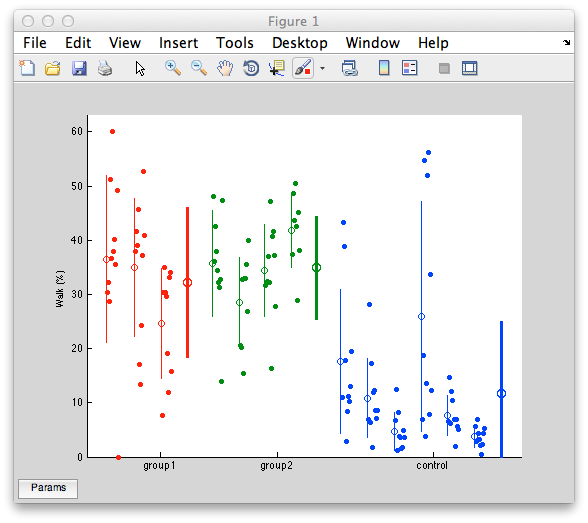 Figure 1
File Edit View Insert Tools Desktop Window Help
60
50
40
30
20
10
0
Walk (%)
group1 group2 control
Params